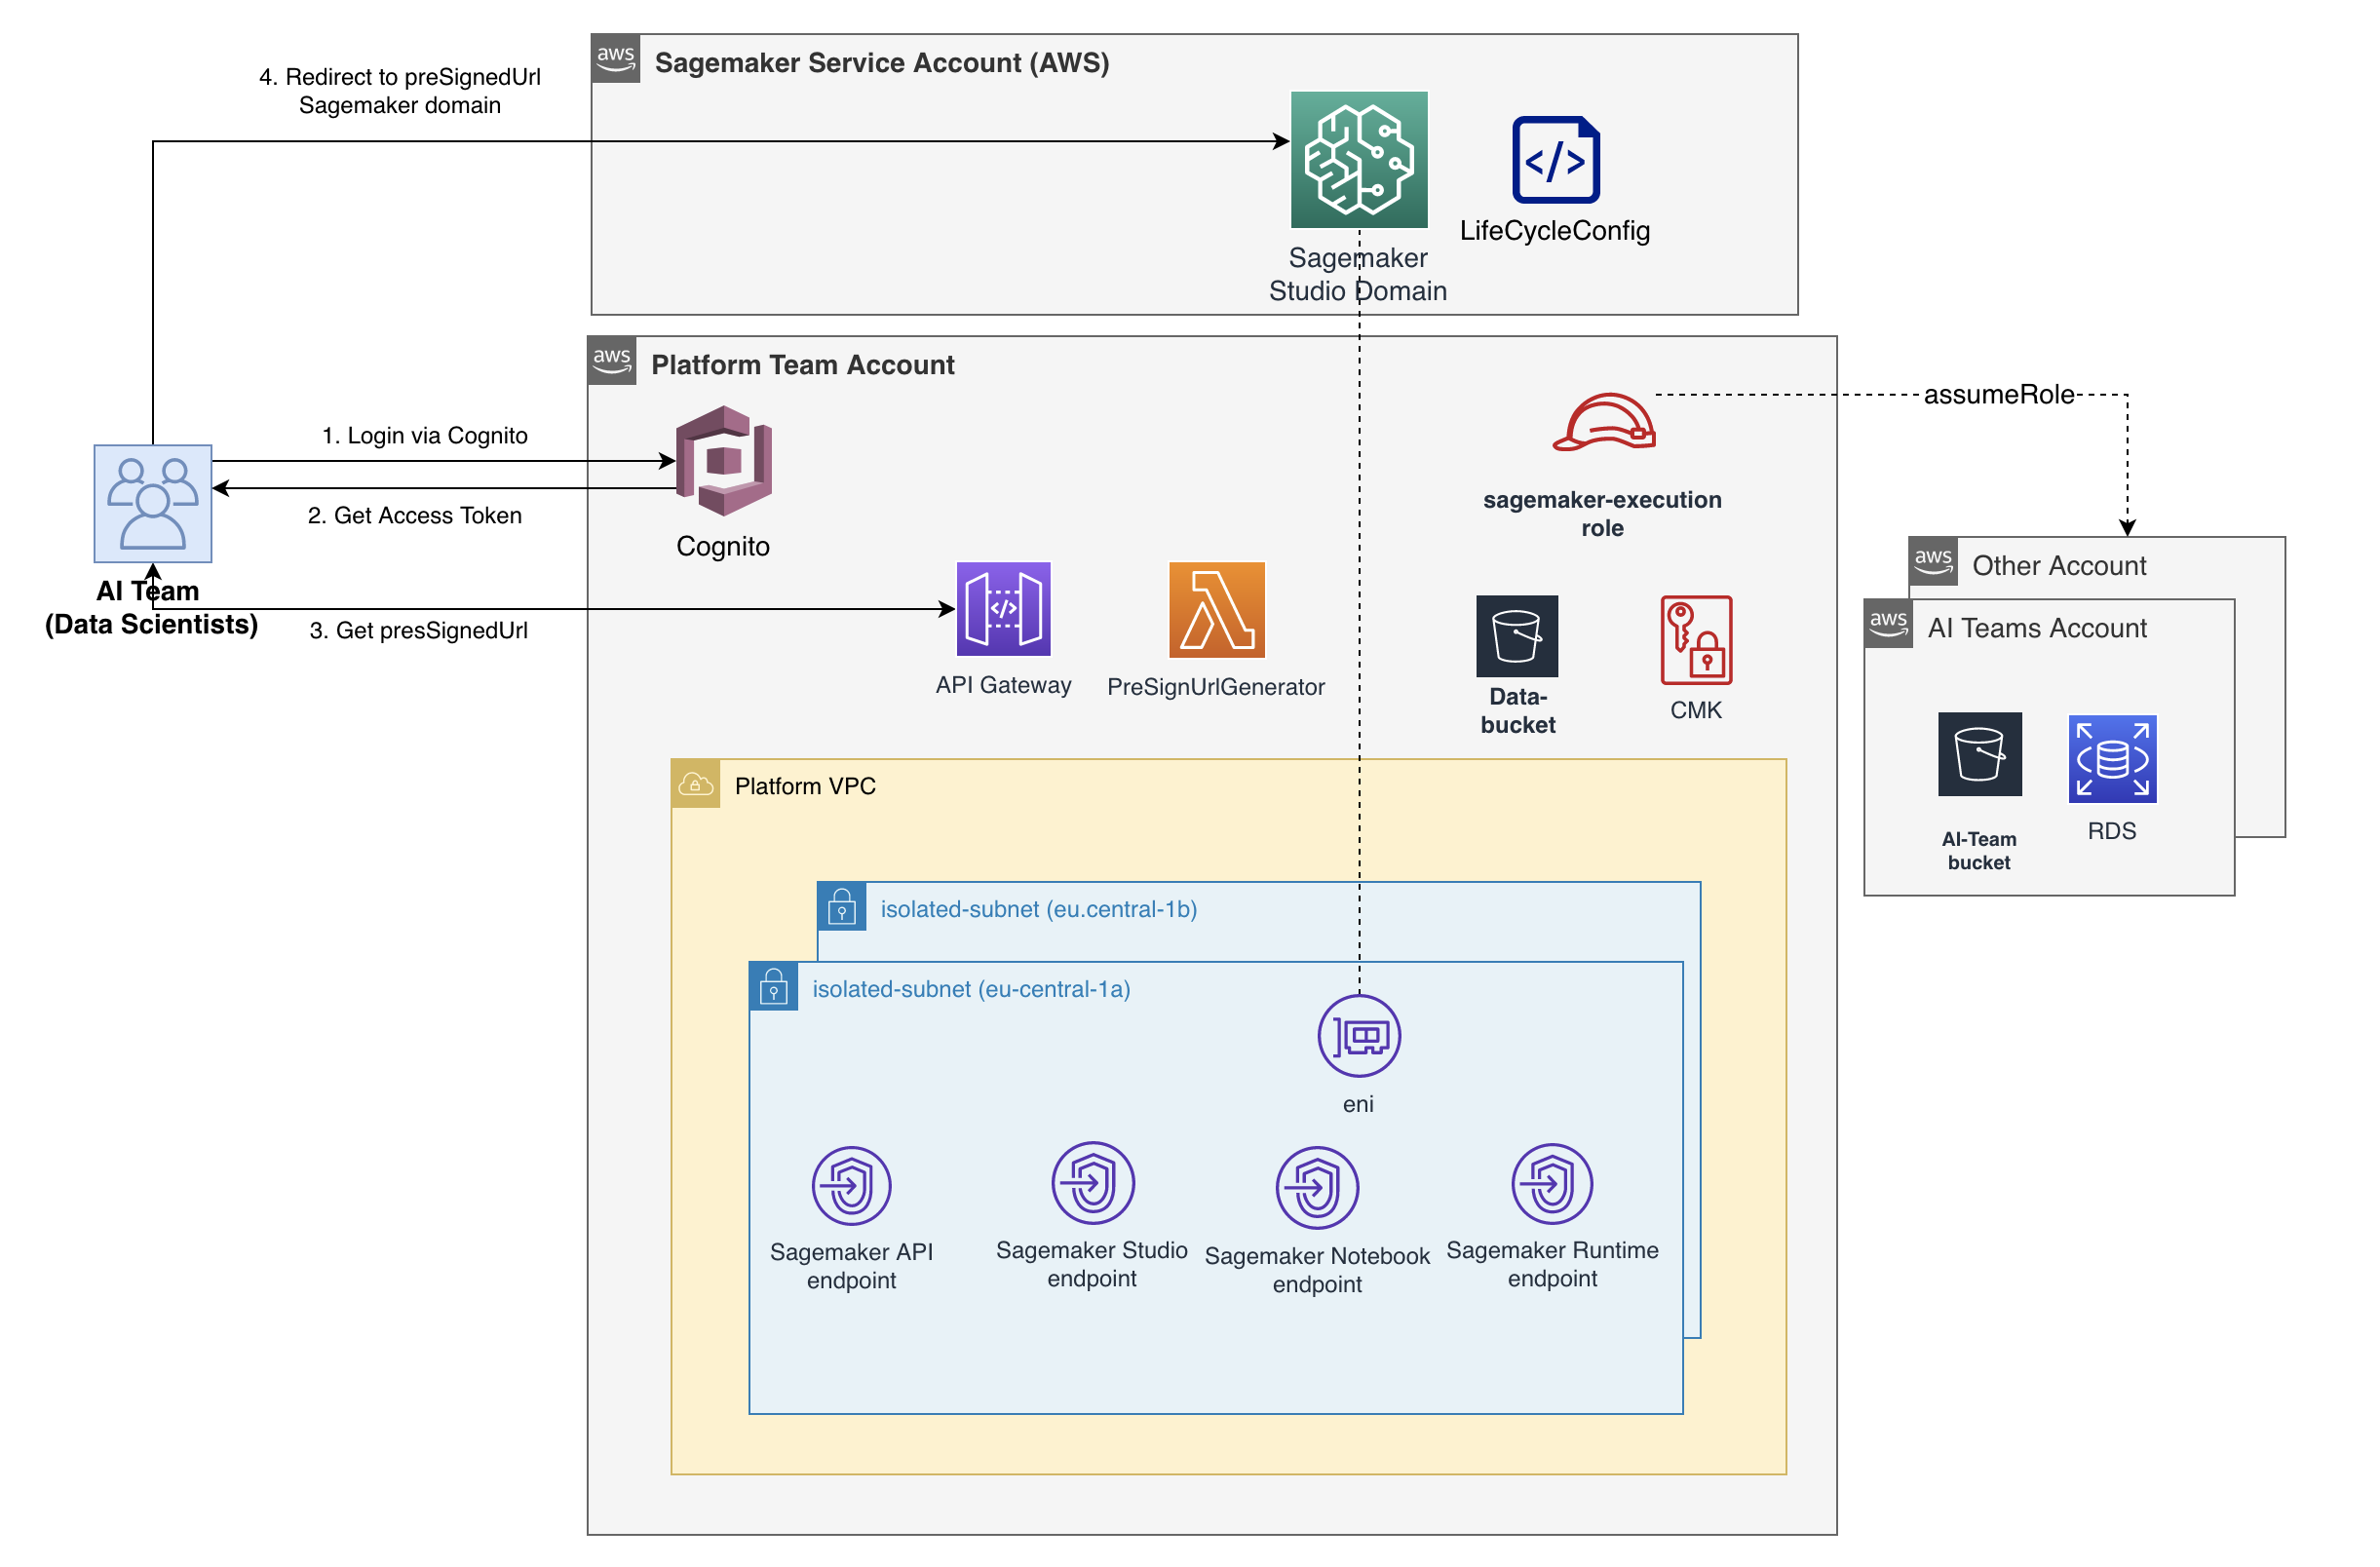 aws
Sagemaker Service Account (AWS)
4. Redirect to preSignedUrl
Sagemaker domain
Sagemaker
Studio Domain
</>
LifeCycleConfig
aws
Platform Team Account
1. Login via Cognito
2. Get Access Token
Cognito
AI Team
(Data Scientists)
3. Get presSignedUrl
</>
API Gateway
PreSignUrlGenerator
sagemaker-execution
role
assumeRole
Data-
bucket
CMK
aws
Other Account
aws
AI Teams Account
AI-Team
bucket
RDS
Platform VPC
isolated-subnet (eu.central-1b)
isolated-subnet (eu-central-1a)
eni
Sagemaker API
endpoint
Sagemaker Studio
endpoint
Sagemaker Notebook
endpoint
Sagemaker Runtime
endpoint